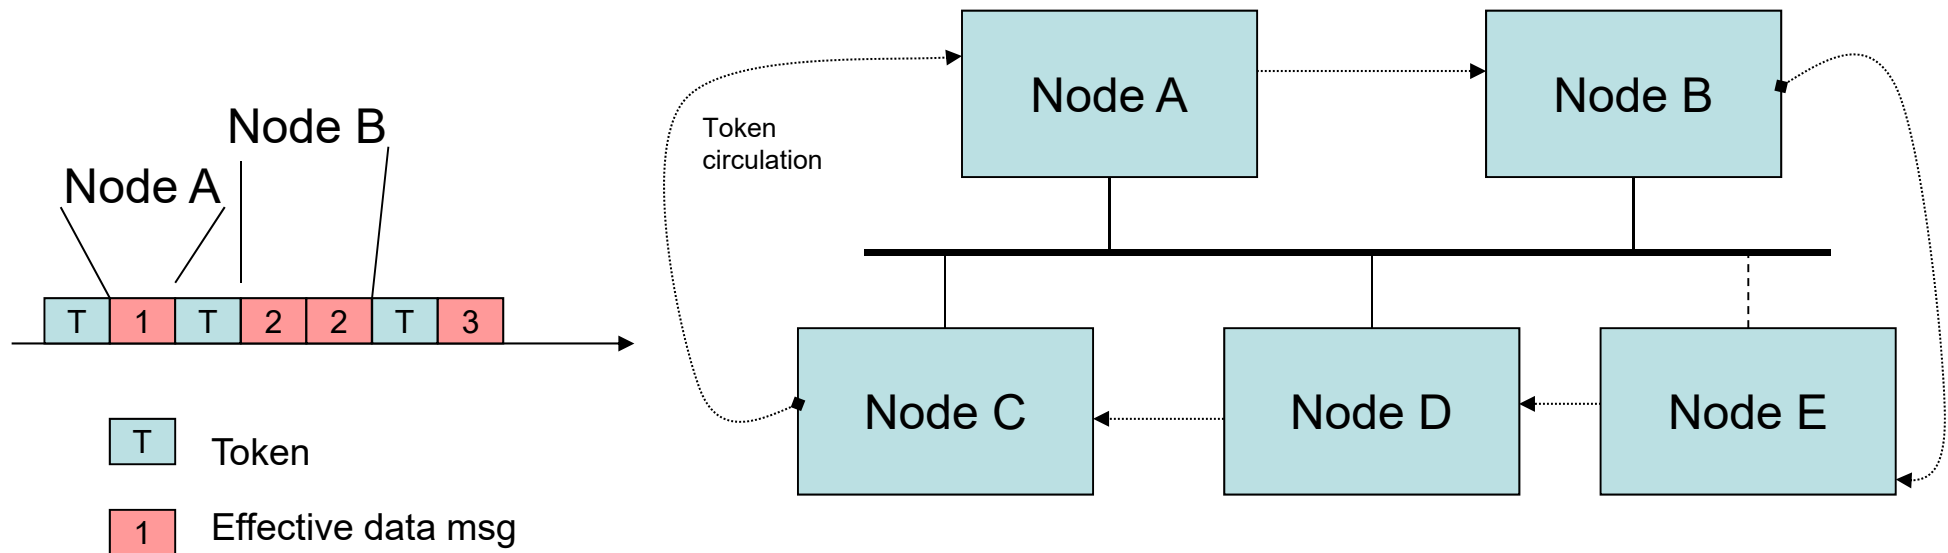 Node A
Node B
Token
circulation
Node B
Node A
T 1 T 2 2 T 3
Node C
Node D
Node E
T Token
1 Effective data msg